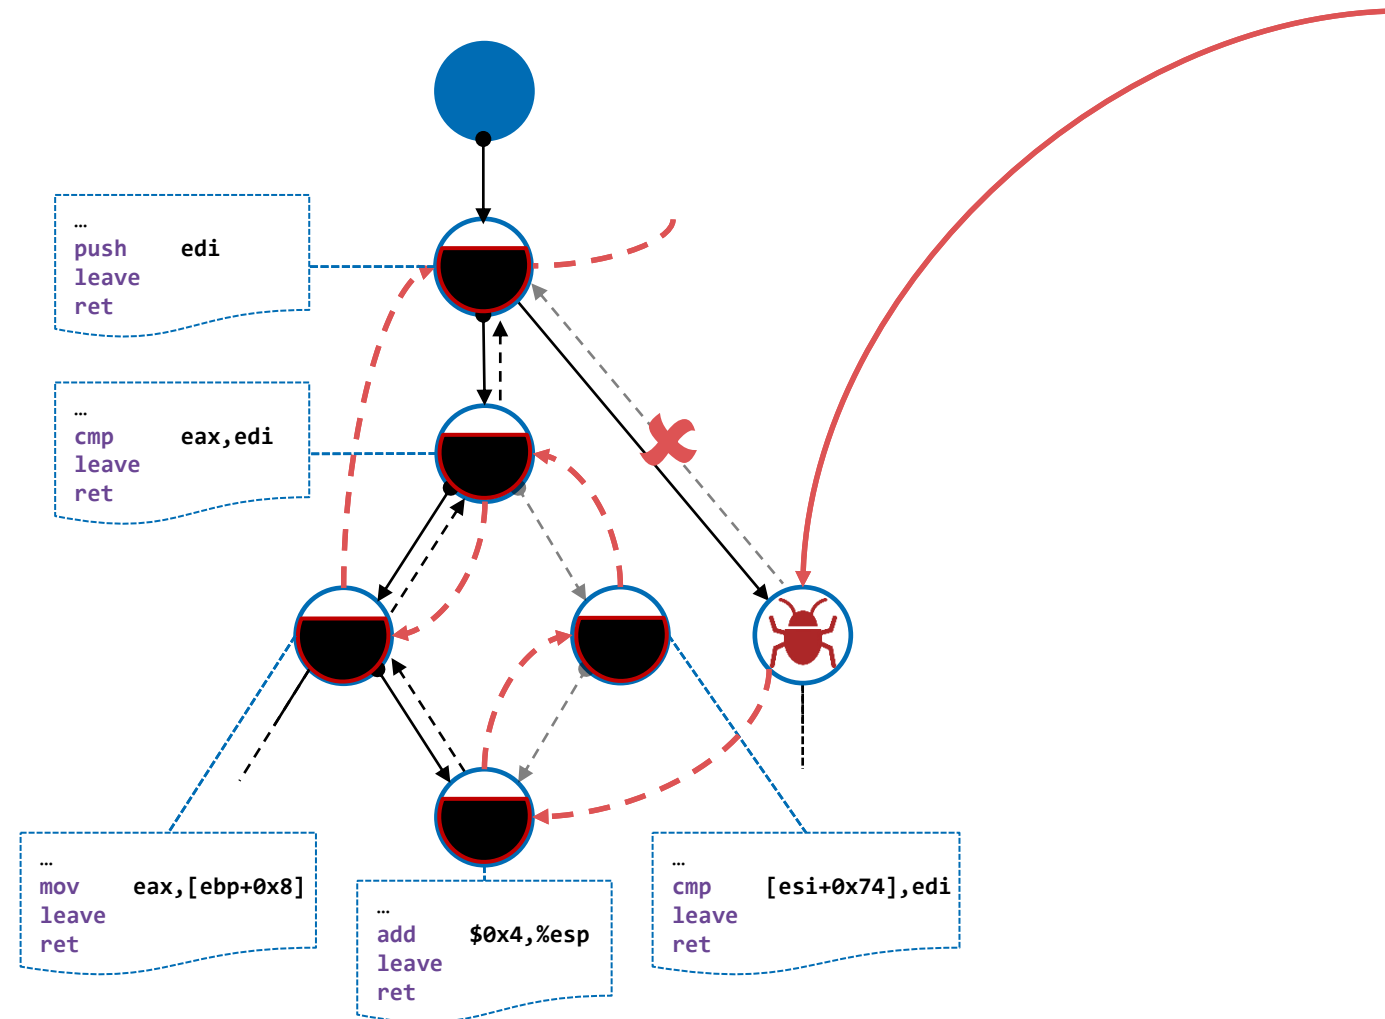 …
push edi
leave
ret
…
cmp eax,edi
leave
ret
…
mov eax,[ebp+0x8]
leave
ret
…
add $0x4,%esp
leave
ret
…
cmp [esi+0x74],edi
leave
ret